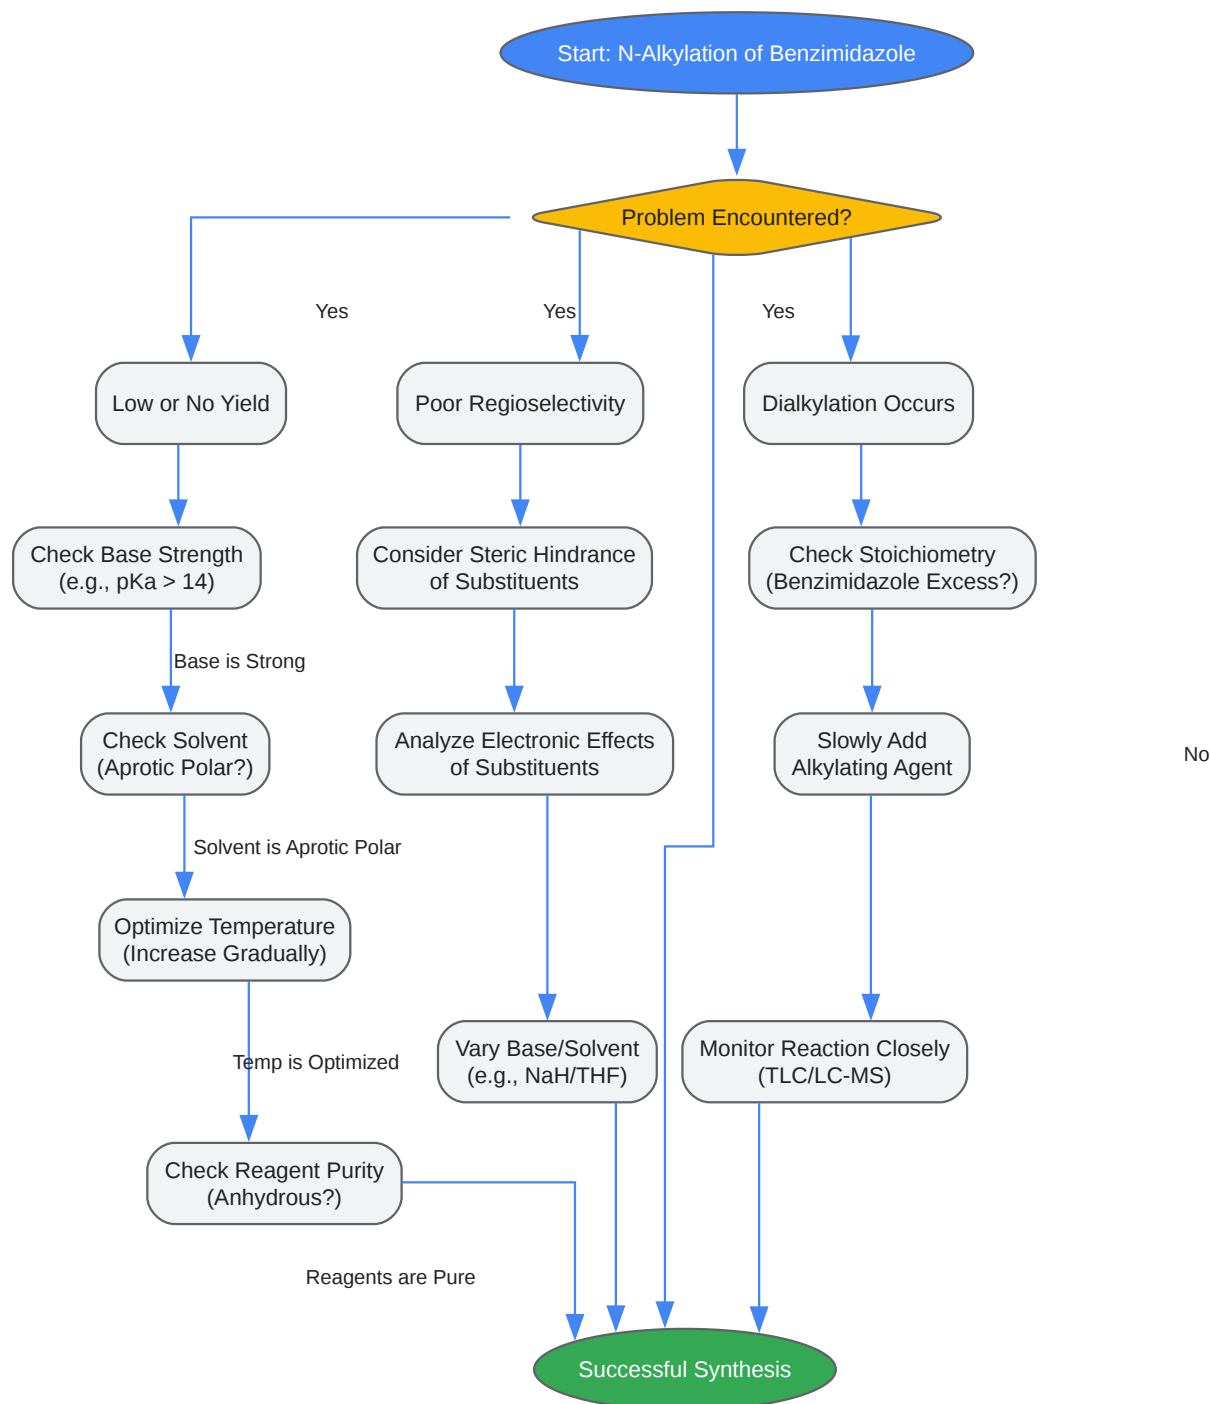 Start: N-Alkylation of Benzimidazole
Problem Encountered?
Yes
Yes
Yes
Low or No Yield
Poor Regioselectivity
Dialkylation Occurs
Check Base Strength
(e.g., pKa > 14)
Consider Steric Hindrance
of Substituents
Check Stoichiometry
(Benzimidazole Excess?)
Base is Strong
Check Solvent
(Aprotic Polar?)
Analyze Electronic Effects
of Substituents
Slowly Add
Alkylating Agent
No
Solvent is Aprotic Polar
Optimize Temperature
(Increase Gradually)
Temp is Optimized
Vary Base/Solvent
(e.g., NaH/THF)
Monitor Reaction Closely
(TLC/LC-MS)
Check Reagent Purity
(Anhydrous?)
Reagents are Pure
Successful Synthesis